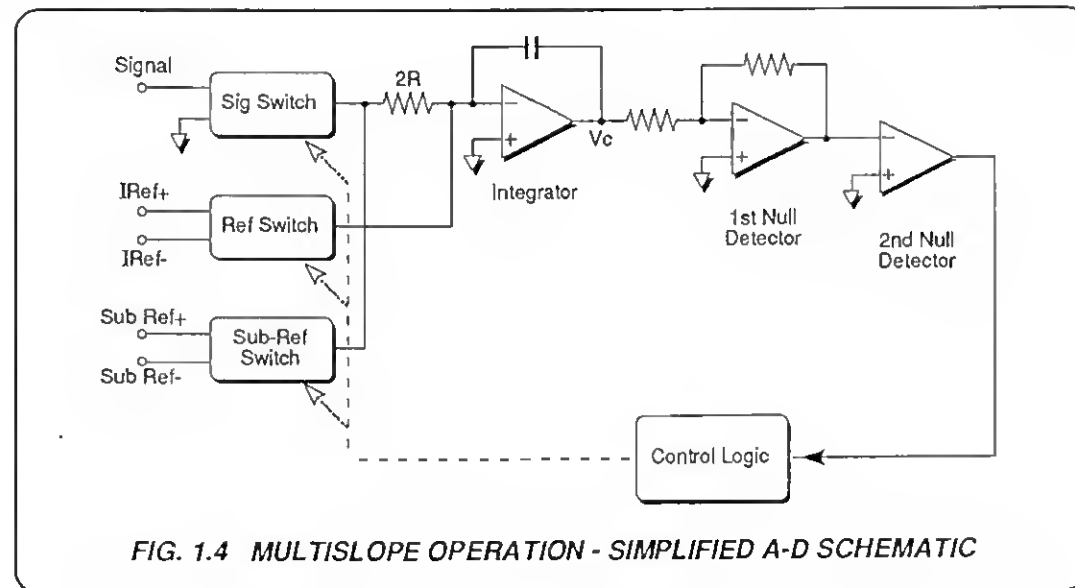 Signal
Sig Switch
2R
Vc
Integrator
1st Null
Detector
2nd Null
Detector
IRef+
IRef-
Ref Switch
Sub Ref+
Sub Ref-
Sub-Ref
Switch
Control Logic
FIG. 1.4 MULTISLOPE OPERATION - SIMPLIFIED A-D SCHEMATIC